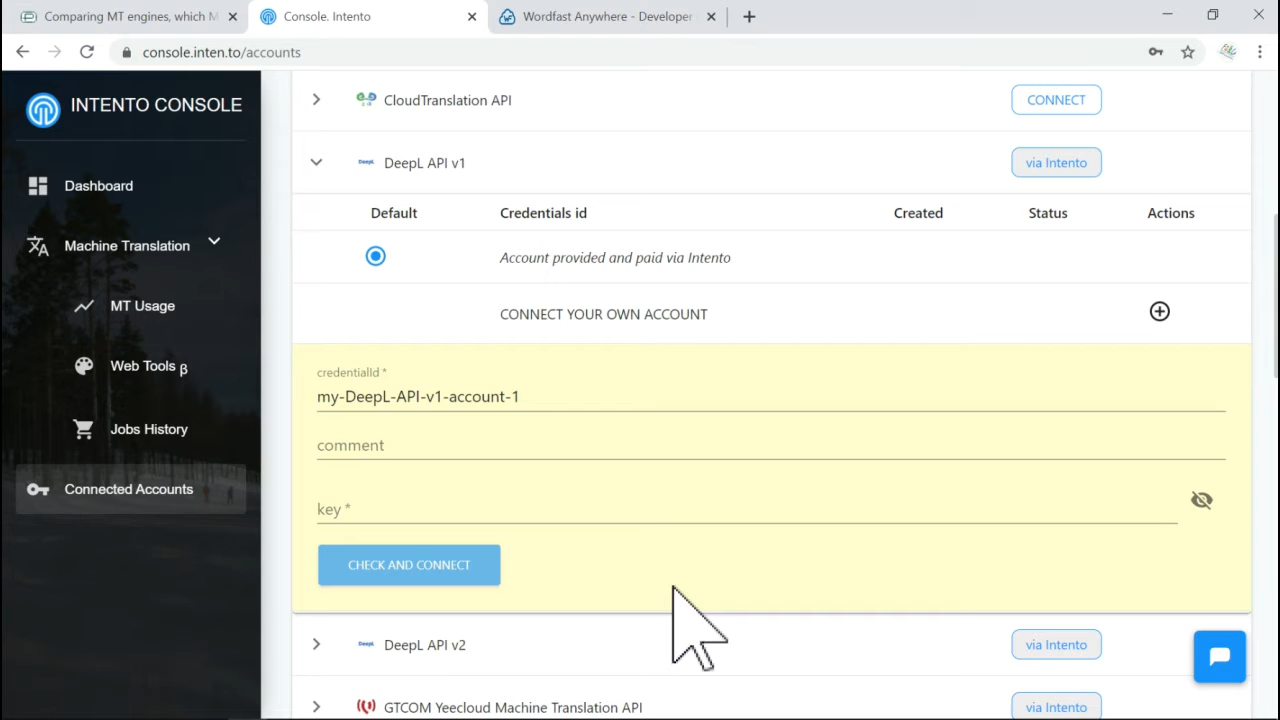 Comparing MT engines, which M
Console. Intento
Wordfast Anywhere - Developer
console.inten.to/accounts
INTENTO CONSOLE
Dashboard
Machine Translation
MT Usage
Web Tools β
Jobs History
Connected Accounts
CloudTranslation API
CONNECT
DeepL
DeepL API v1
via Intento
Default
Credentials id
Created
Status
Actions
Account provided and paid via Intento
CONNECT YOUR OWN ACCOUNT
credentialId *
my-DeepL-API-v1-account-1
comment
key *
CHECK AND CONNECT
DeepL
DeepL API v2
via Intento
GTCOM Yeecloud Machine Translation API
via Intento